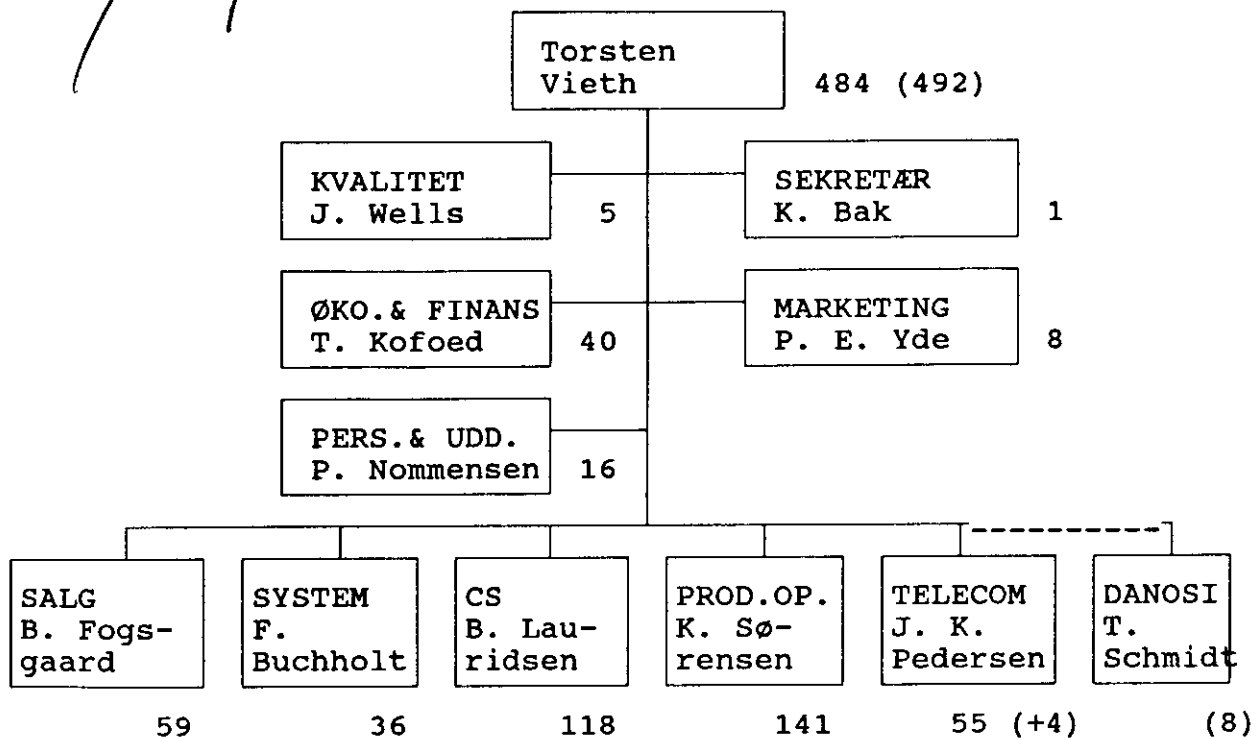 Torsten
Vieth
484 (492)
KVALITET
J. Wells
5
SEKRETÆR
K. Bak
1
ØKO.& FINANS
T. Kofoed
40
MARKETING
P. E. Yde
8
PERS.& UDD.
P. Nommensen
16
SALG
B. Fogs-
gaard
59
SYSTEM
F.
Buchholt
36
CS
B. Lau-
ridsen
118
PROD.OP.
K. Sø-
rensen
141
TELECOM
J. K.
Pedersen
55 (+4)
DANOSI
T.
Schmidt
(8)